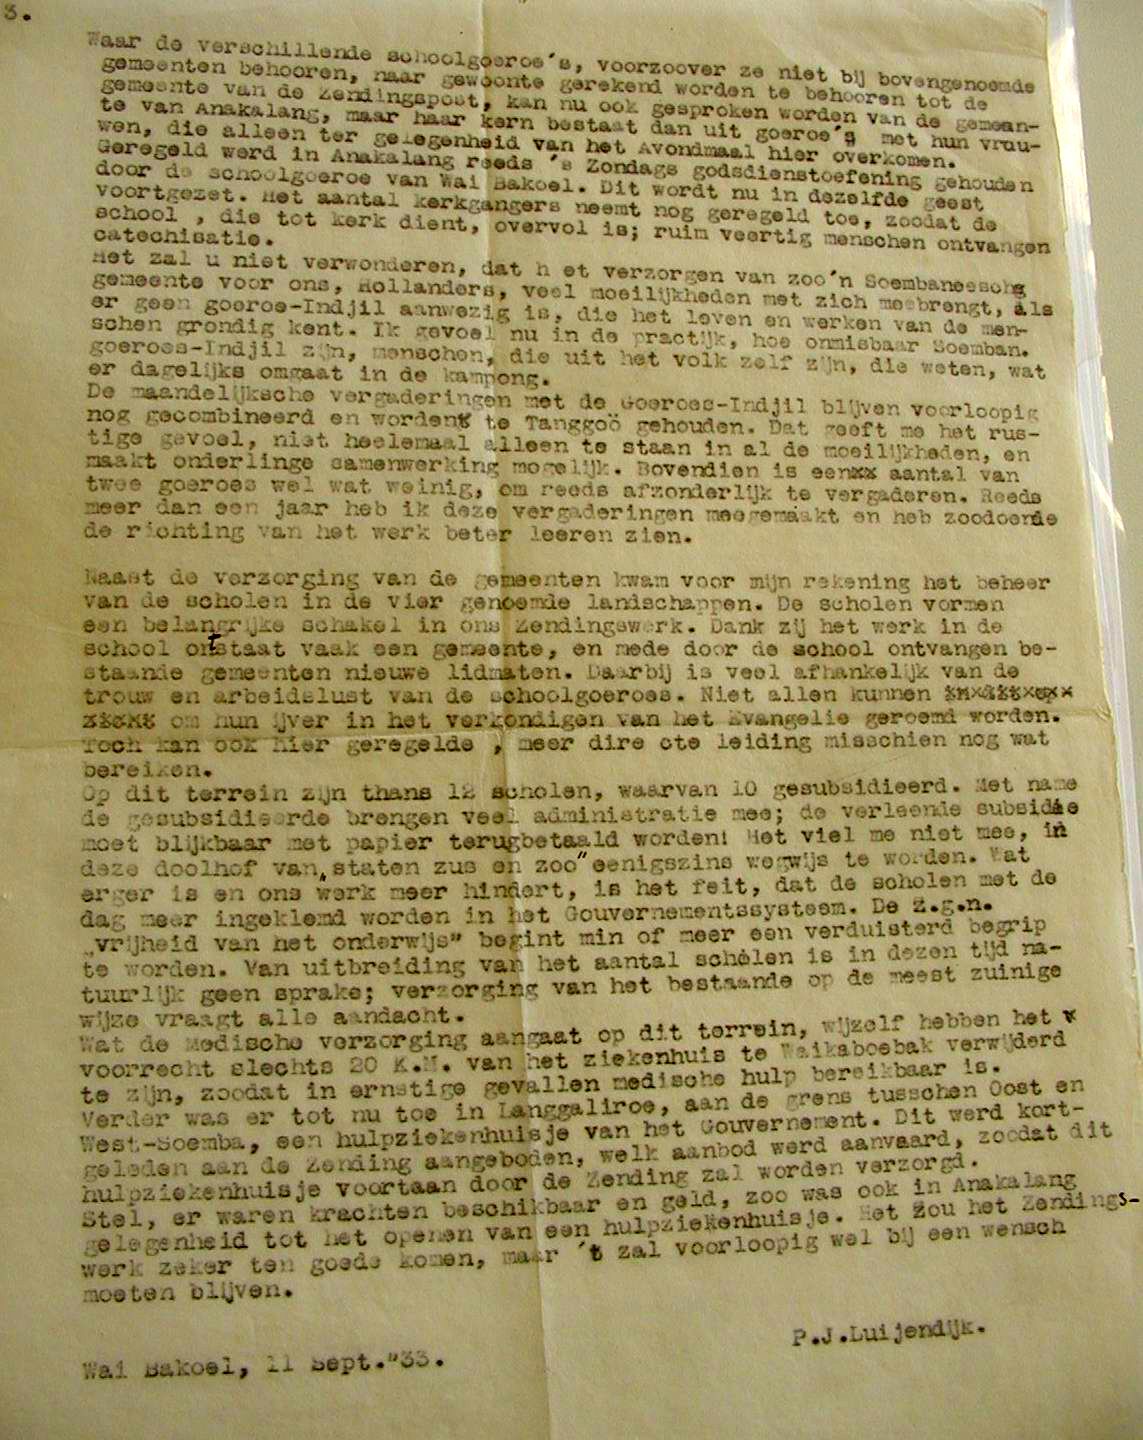 3.
Waar de verschillende schoolgoeroe's, voorzoover ze niet bij bovengenoemde
gemeenten behooren, naar gewoonte gerekend worden te behooren tot de
gemeente van de Zendingspost, kan nu ook gesproken worden van de gemeen-
te van Anakalang, maar haar kern bestaat dan uit goeroe's met hun vrou-
wen, die alleen ter gelegenheid van het Avondmaal hier overkomen.
Geregeld werd in Anakalang reeds 's Zondags godsdienstoefening gehouden
door de schoolgoeroe van Wai Bakoel. Dit wordt nu in dezelfde geest
voortgezet. Het aantal kerkgangers neemt nog geregeld toe, zoodat de
school , die tot kerk dient, overvol is; ruim veertig menschen ontvangen
catechisatie.
Het zal u niet verwonderen, dat h et verzorgen van zoo'n Soembaneesche
gemeente voor ons, Hollanders, veel moeilijkheden met zich meebrengt, als
er geen goeroe-Indjil aanwezig is, die het leven en werken van de men-
schen grondig kent. Ik gevoel nu in de practijk, hoe onmisbaar Soemban.
goeroes-Indjil zijn, menschen, die uit het volk zelf zijn, die weten, wat
er dagelijks omgaat in de kampong.
De maandelijksche vergaderingen met de Goeroes-Indjil blijven voorloopig
nog gecombineerd en worden te Tanggoö gehouden. Dat geeft me het rus-
tige gevoel, niet heelemaal alleen te staan in al de moeilijkheden, en
maakt onderlinge samenwerking mogelijk. Bovendien is eenxx aantal van
twee goeroes wel wat weinig, om reeds afzonderlijk te vergaderen. Reeds
meer dan een jaar heb ik deze vergaderingen meegemaakt en heb zoodoende
de richting van het werk beter leeren zien.
Naast de verzorging van de gemeenten kwam voor mijn rekening het beheer
van de scholen in de vier genoemde landschappen. De scholen vormen
een belangrijke schakel in ons Zendingswerk. Dank zij het werk in de
school ontstaat vaak een gemeente, en mede door de school ontvangen be-
staande gemeenten nieuwe lidmaten. Daarbij is veel afhankelijk van de
trouw en arbeidslust van de schoolgoeroes. Niet allen kunnen
om hun ijver in het verkondigen van het Evangelie geroemd worden.
Toch kan ook hier geregelde , meer dire cte leiding misschien nog wat
bereiken.
Op dit terrein zijn thans 12 scholen, waarvan 10 gesubsidieerd. Met name
de gesubsidieerde brengen veel administratie mee; de verleende subsidie
moet blijkbaar met papier terugbetaald worden! Het viel me niet mee, in
deze doolhof van „staten zus en zoo" eenigszins wegwijs te worden. Wat
erger is en ons werk meer hindert, is het feit, dat de scholen met de
dag meer ingeklemd worden in het Gouvernementssysteem. De z.g.n.
„vrijheid van het onderwijs" begint min of meer een verduisterd begrip
te worden. Van uitbreiding van het aantal scholen is in dezen tijd na-
tuurlijk geen sprake; verzorging van het bestaande op de meest zuinige
wijze vraagt alle aandacht.
Wat de Medische verzorging aangaat op dit terrein, wijzelf hebben het
voorrecht slechts 20 K.M. van het ziekenhuis te Waikaboebak verwijderd
te zijn, zoodat in ernstige gevallen medische hulp bereikbaar is.
Verder was er tot nu toe in Langgaliroe, aan de grens tusschen Oost en
West-Soemba, een hulpziekenhuisje van het Gouvernement. Dit werd kort-
geleden aan de Zending aangeboden, welk aanbod werd aanvaard, zoodat dit
hulpziekenhuisje voortaan door de Zending zal worden verzorgd.
Stel, er waren krachten beschikbaar en geld, zoo was ook in Anakalang
gelegenheid tot het openen van een hulpziekenhuisje. Het zou het Zendings-
werk zeker ten goede komen, maar 't zal voorloopig wel bij een wensch
moeten blijven.
P.J.Luijendijk.
Wai Bakoel, 11 Sept."33.